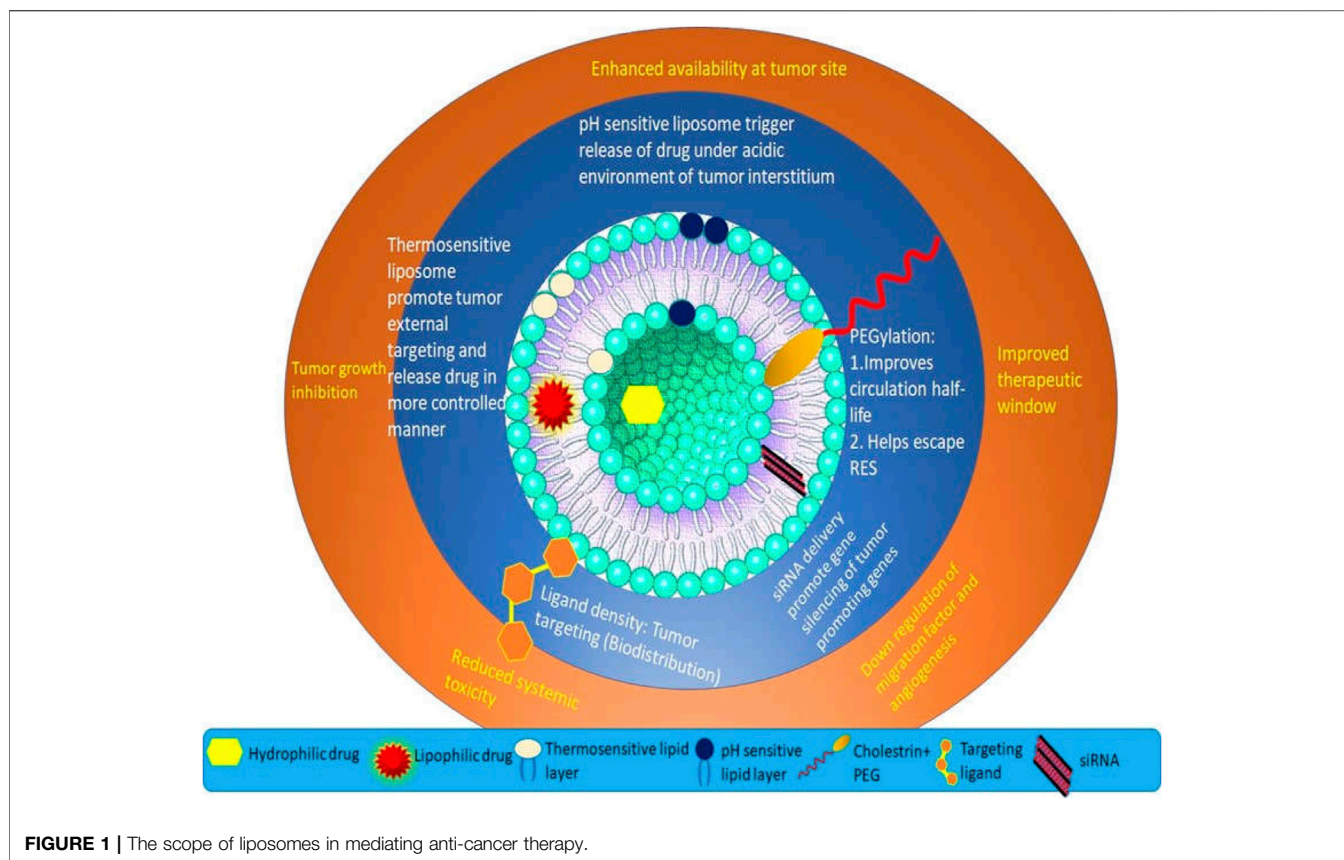 Enhanced availability at tumor site
pH sensitive liposome trigger
release of drug under acidic
environment of tumor interstitium
Thermosensitive
liposome
promote tumor
external
targeting and
release drug in
more controlled
manner
Tumor growth
inhibition
PEGylation:
1.Improves
circulation half-
life
2. Helps escape
RES
Improved
therapeutic
window
siRNA delivery
promote gene
silencing of tumor
promoting genes
Down regulation of
migration factor and
angiogenesis
Ligand density: Tumor
targeting (Biodistribution)
Reduced systemic
toxicity
Hydrophilic drug
Lipophilic drug
Thermosensitive lipid
layer
pH sensitive
lipid layer
Cholestrin+
PEG
Targeting
ligand
siRNA
FIGURE 1 | The scope of liposomes in mediating anti-cancer therapy.